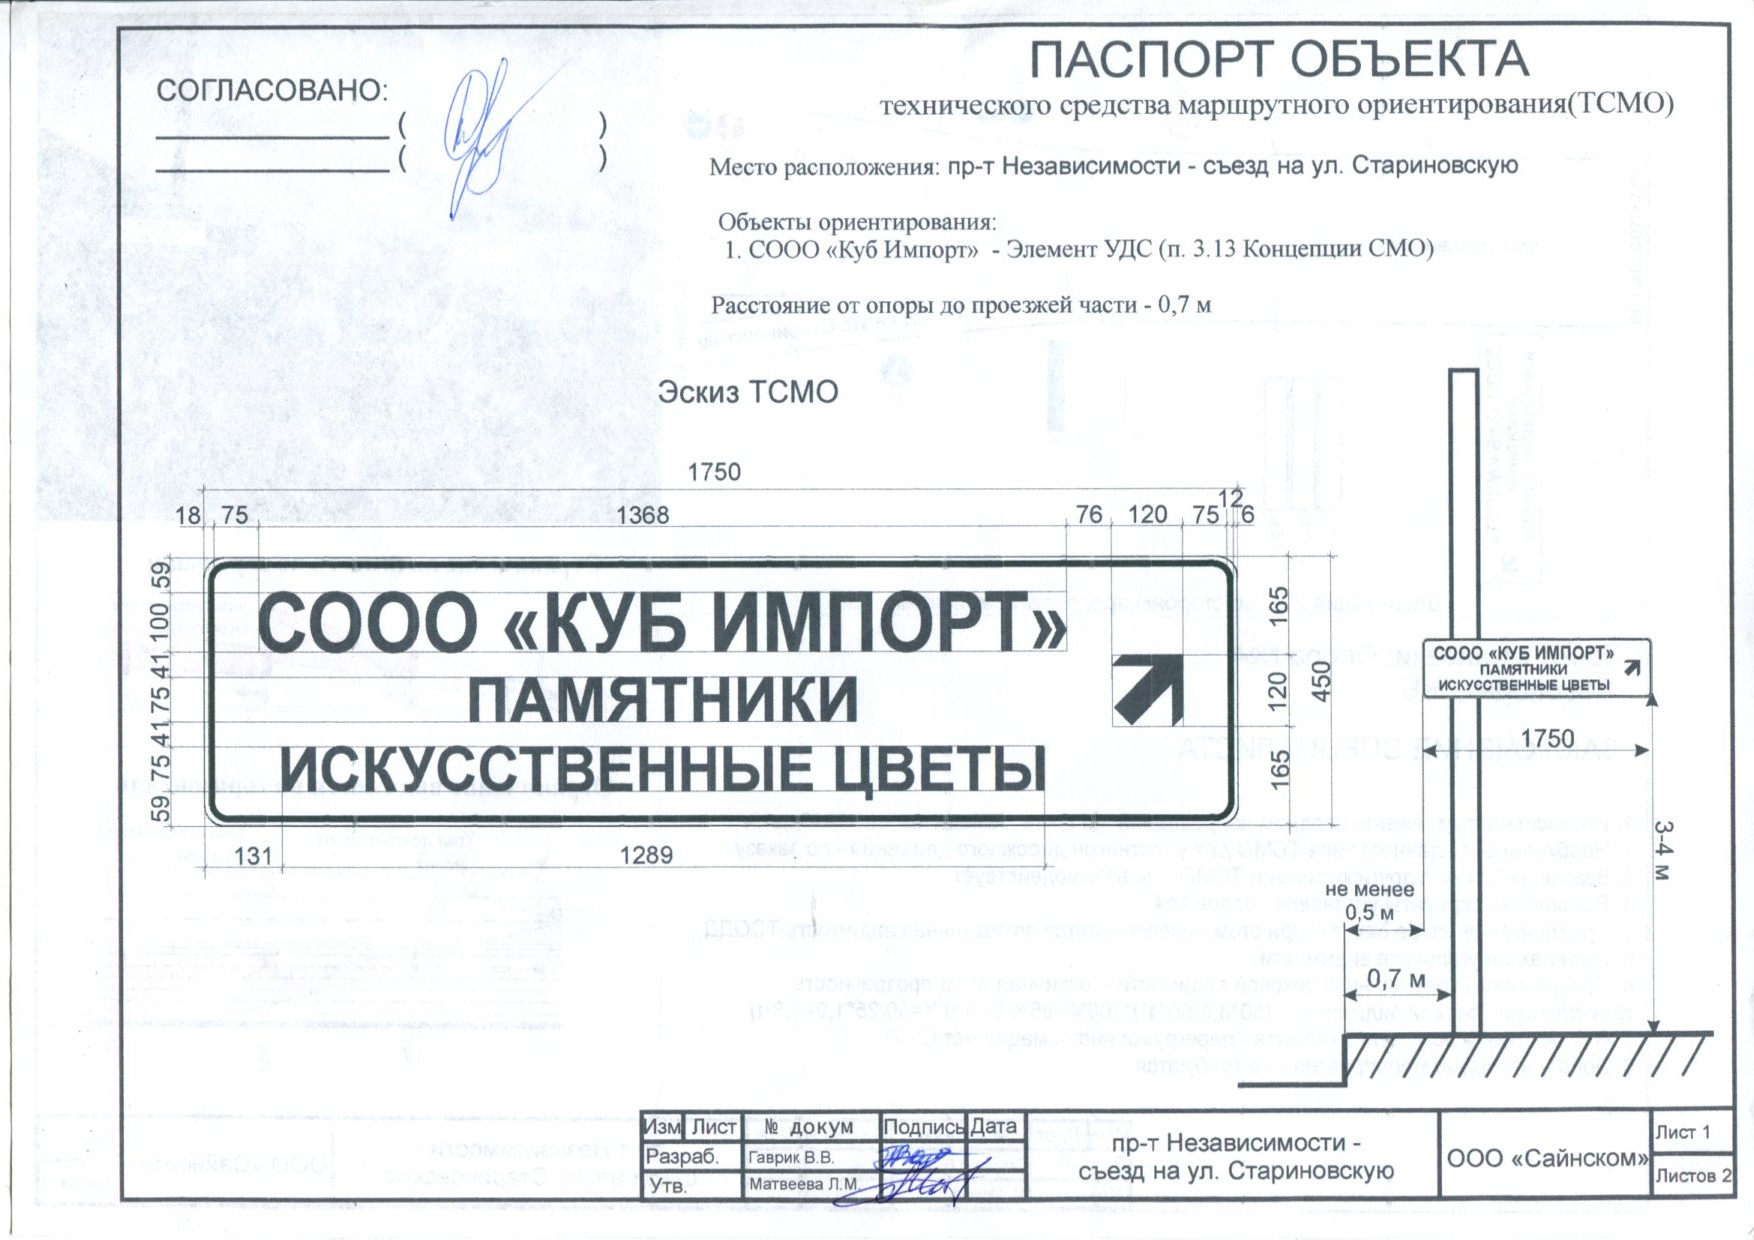 СОГЛАСОВАНО:
( )
( )
ПАСПОРТ ОБЪЕКТА
технического средства маршрутного ориентирования(ТСМО)
Место расположения: пр-т Независимости - съезд на ул. Стариновскую
Объекты ориентирования:
1. СООО «Куб Импорт» - Элемент УДС (п. 3.13 Концепции СМО)
Расстояние от опоры до проезжей части - 0,7 м
Эскиз ТСМО
1750
18 75 1368 76 120 75 12 6
59 100 41 75 41 75 59
СООО «КУБ ИМПОРТ»
ПАМЯТНИКИ
ИСКУССТВЕННЫЕ ЦВЕТЫ
165 120 165
450
131 1289
СООО «КУБ ИМПОРТ»
ПАМЯТНИКИ
ИСКУССТВЕННЫЕ ЦВЕТЫ
1750
3-4 м
не менее
0,5 м
0,7 м
Изм Лист № докум Подпись Дата
Разраб. Гаврик В.В.
Утв. Матвеева Л.М.
пр-т Независимости -
съезд на ул. Стариновскую
ООО «Сайнском»
Лист 1
Листов 2